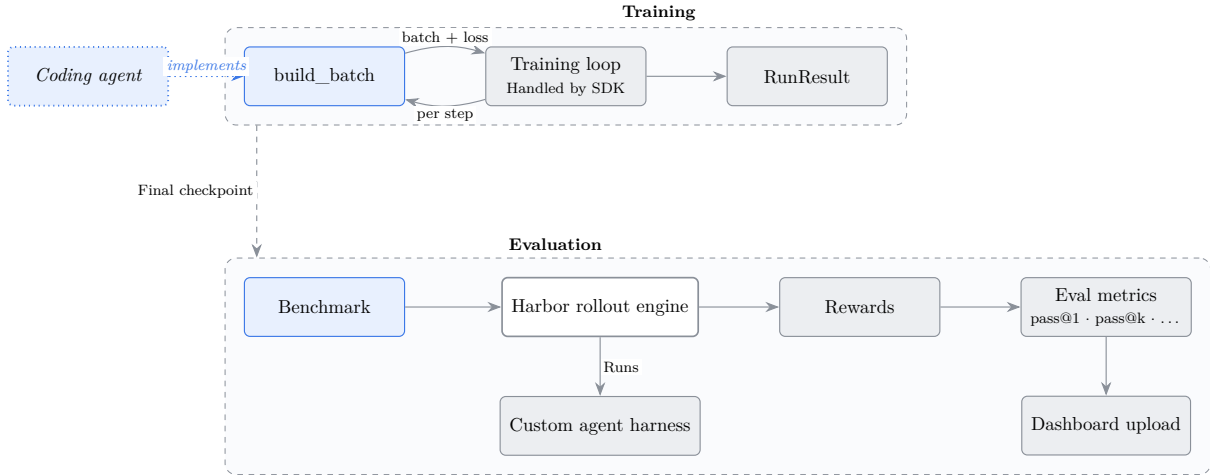 Training
batch + loss
Coding agent
implements
build_batch
Training loop
Handled by SDK
RunResult
per step
Final checkpoint
Evaluation
Benchmark
Harbor rollout engine
Rewards
Eval metrics
pass@1 · pass@k · ...
Runs
Custom agent harness
Dashboard upload